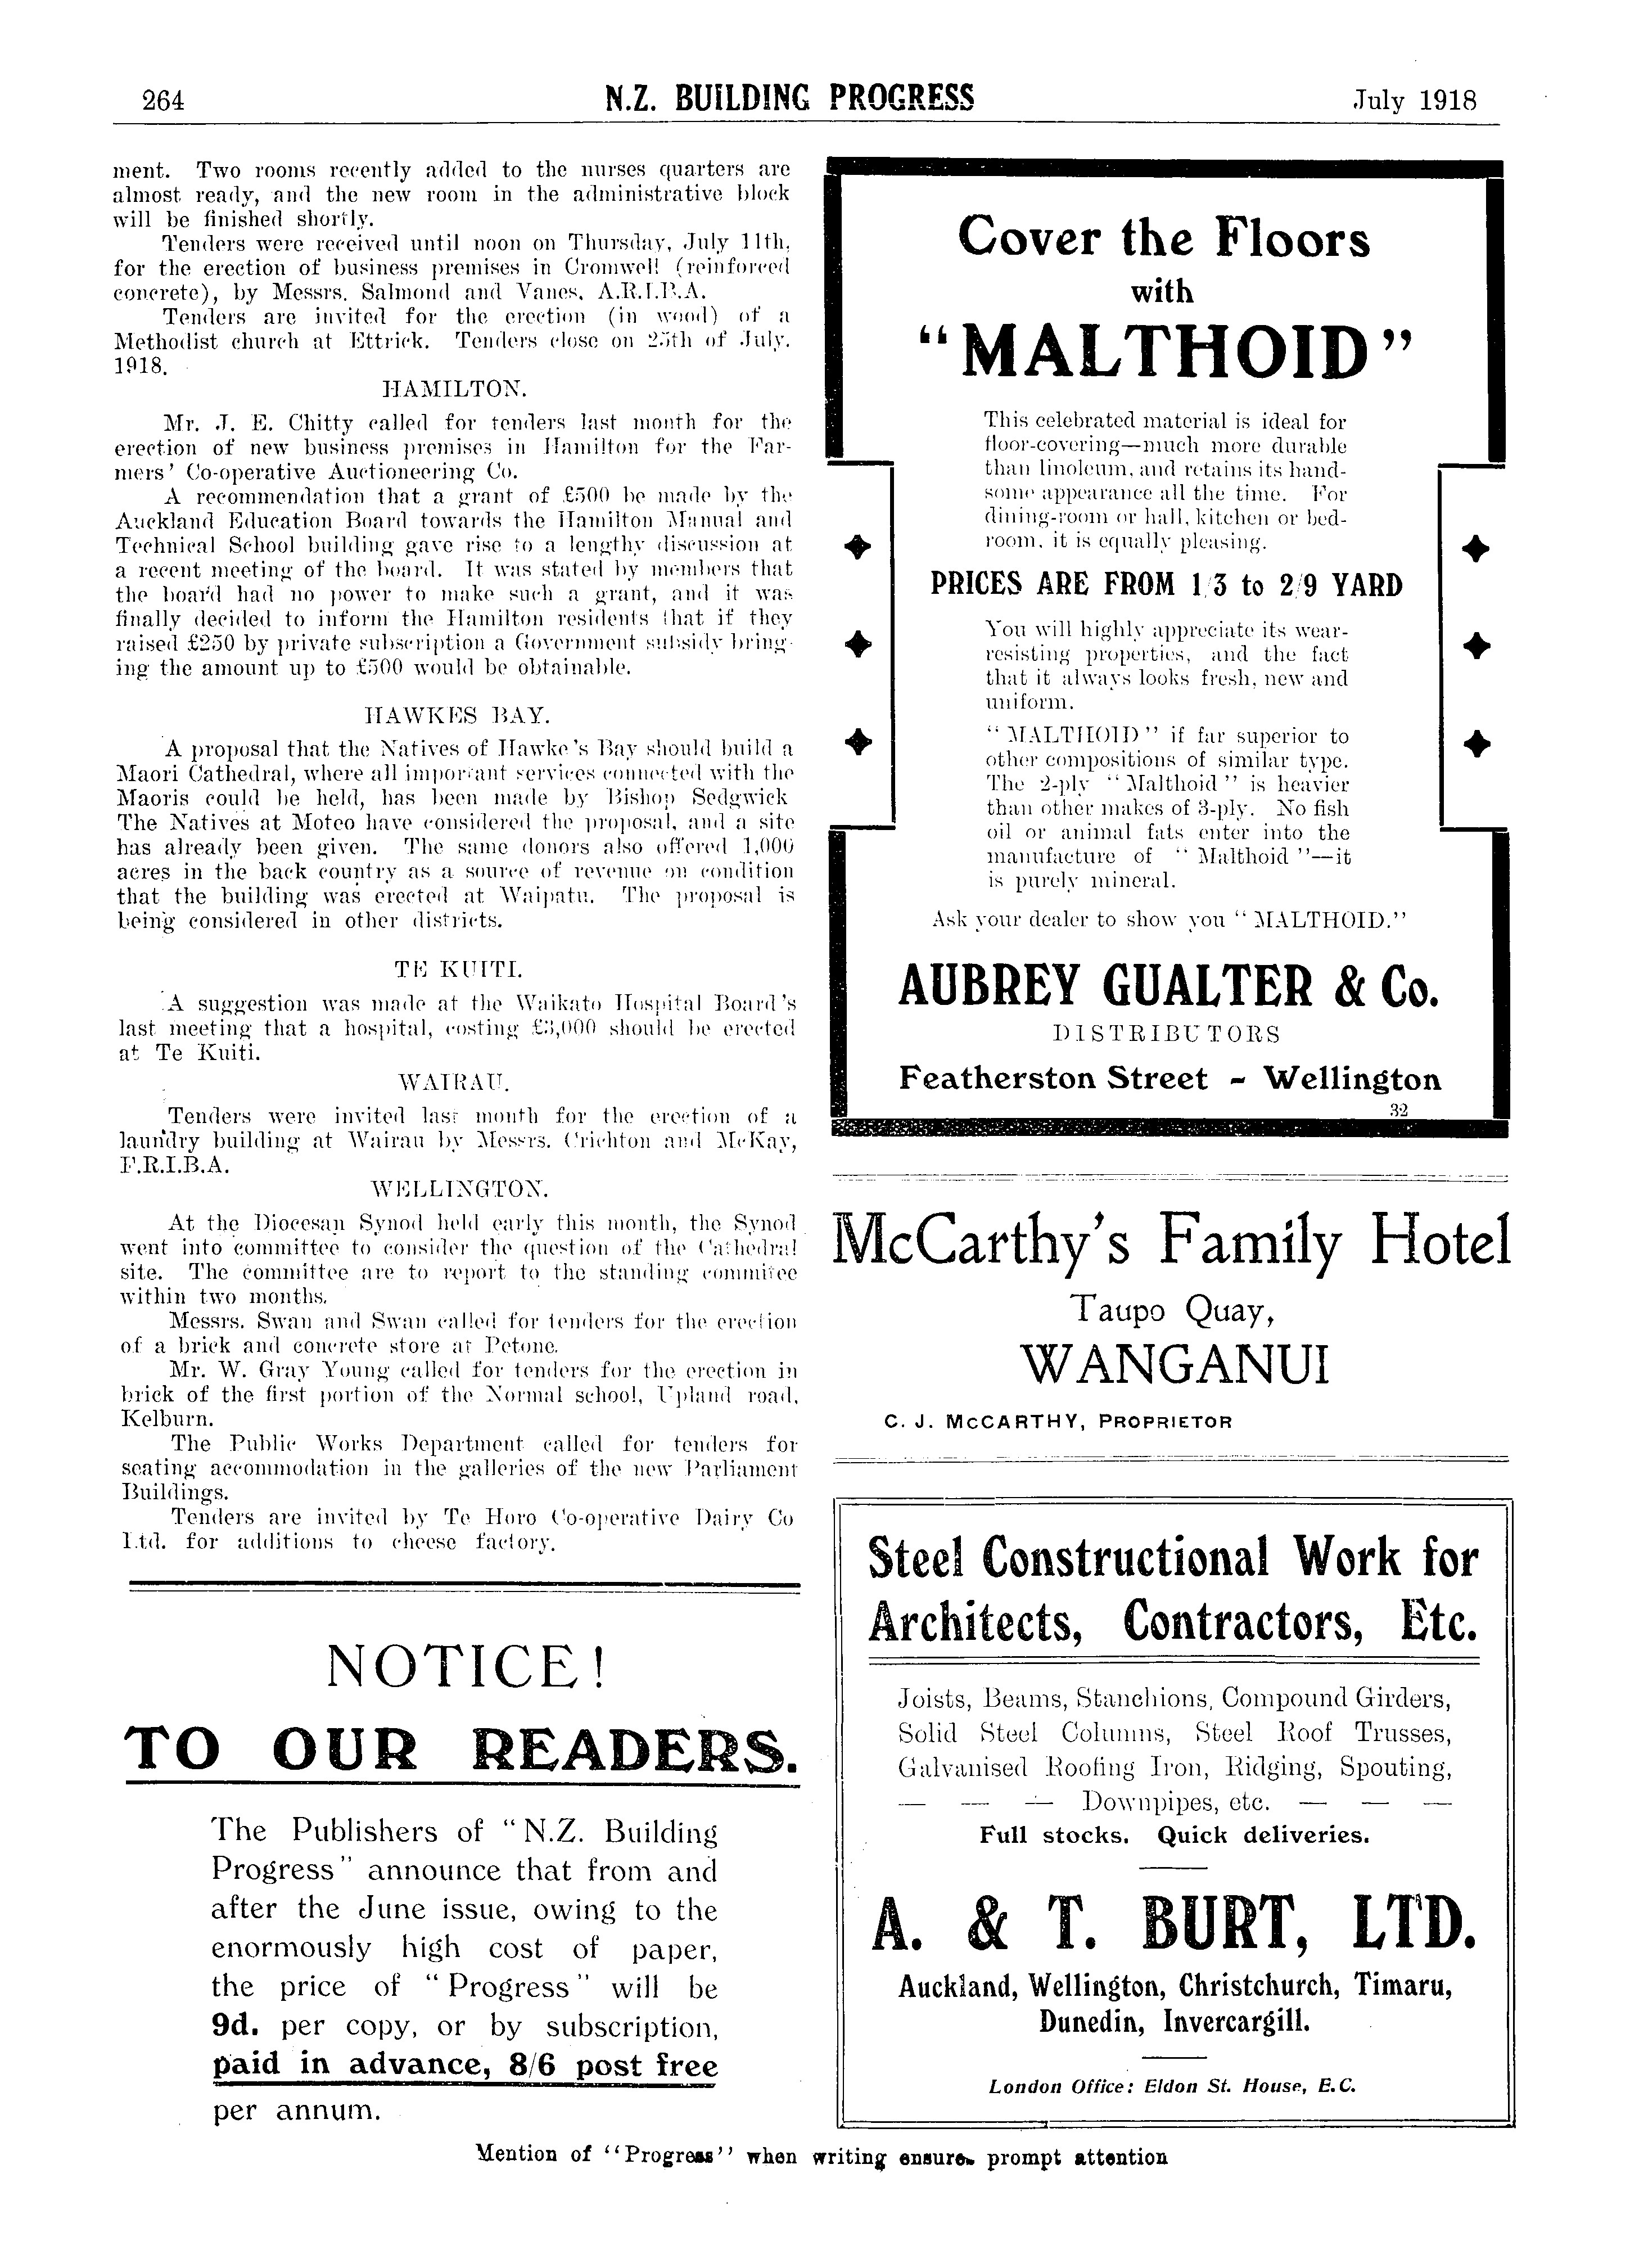 264
N.Z. BUILDING PROGRESS
July 1918
ment. Two rooms recently added to the nurses quarters are
almost ready, and the new room in the administrative block
will be finished shortly.
Tenders were received until noon on Thursday, July 11th,
for the erection of business premises in Cromwell (reinforced
concrete), by Messrs. Salmond and Vanes, A.R.I.B.A.
Tenders are invited for the erection (in wood) of a
Methodist church at Ettrick. Tenders close on 25th of July,
1918.
HAMILTON.
Mr. J. E. Chitty called for tenders last month for the
erection of new business premises in Hamilton for the Far-
mers' Co-operative Auctioneering Co.
A recommendation that a grant of £500 be made by the
Auckland Education Board towards the Hamilton Manual and
Technical School building gave rise to a lengthy discussion at
a recent meeting of the board. It was stated by members that
the board had no power to make such a grant, and it was
finally decided to inform the Hamilton residents that if they
raised £250 by private subscription a Government subsidy bring-
ing the amount up to £500 would be obtainable.
HAWKES BAY.
A proposal that the Natives of Hawke's Bay should build a
Maori Cathedral, where all important services connected with the
Maoris could be held, has been made by Bishop Sedgwick
The Natives at Moteo have considered the proposal, and a site
has already been given. The same donors also offered 1,000
acres in the back country as a source of revenue on condition
that the building was erected at Waipatu. The proposal is
being considered in other districts.
TE KUITI.
A suggestion was made at the Waikato Hospital Board's
last meeting that a hospital, costing £3,000 should be erected
at Te Kuiti.
WAIRAU.
Tenders were invited last month for the erection of a
laundry building at Wairau by Messrs. Crichton and McKay,
F.R.I.B.A.
WELLINGTON.
At the Diocesan Synod held early this month, the Synod
went into committee to consider the question of the Cathedral
site. The committee are to report to the standing commitee
within two months.
Messrs. Swan and Swan called for tenders for the erection
of a brick and concrete store at Petone.
Mr. W. Gray Young called for tenders for the erection in
brick of the first portion of the Normal school, Upland road,
Kelburn.
The Public Works Department called for tenders for
seating accommodation in the galleries of the new Parliament
Buildings.
Tenders are invited by Te Horo Co-operative Dairy Co
Ltd. for additions to cheese factory.
NOTICE!
TO OUR READERS.
The Publishers of "N.Z. Building
Progress" announce that from and
after the June issue, owing to the
enormously high cost of paper,
the price of "Progress" will be
9d. per copy, or by subscription,
paid in advance, 8/6 post free
per annum.
Cover the Floors
with
"MALTHOID"
This celebrated material is ideal for
floor-covering—much more durable
than linoleum, and retains its hand-
some appearance all the time. For
dining-room or hall, kitchen or bed-
room, it is equally pleasing.
PRICES ARE FROM 1/3 to 2/9 YARD
You will highly appreciate its wear-
resisting properties, and the fact
that it always looks fresh, new and
uniform.
"MALTHOID" if far superior to
other compositions of similar type.
The 2-ply "Malthoid" is heavier
than other makes of 3-ply. No fish
oil or animal fats enter into the
manufacture of "Malthoid"—it
is purely mineral.
Ask your dealer to show you "MALTHOID."
AUBREY GUALTER & Co.
DISTRIBUTORS
Featherston Street - Wellington
32
McCarthy's Family Hotel
Taupo Quay,
WANGANUI
C. J. McCARTHY, PROPRIETOR
Steel Constructional Work for
Architects, Contractors, Etc.
Joists, Beams, Stanchions, Compound Girders,
Solid Steel Columns, Steel Roof Trusses,
Galvanised Roofing Iron, Ridging, Spouting,
— — — Downpipes, etc. — — —
Full stocks. Quick deliveries.
A. & T. BURT, LTD.
Auckland, Wellington, Christchurch, Timaru,
Dunedin, Invercargill.
London Office: Eldon St. House, E.C.
Mention of "Progress" when writing ensures prompt attention